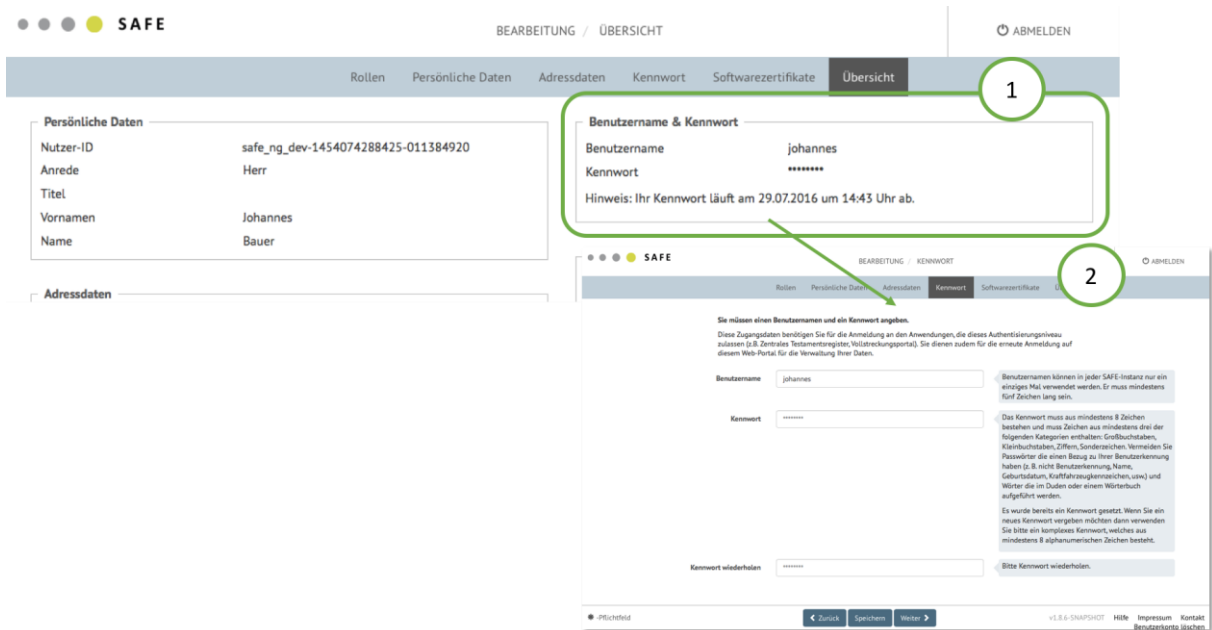 SAFE
BEARBEITUNG / ÜBERSICHT
ABMELDEN
Rollen Persönliche Daten Adressdaten Kennwort Softwarezertifikate Übersicht
1
Persönliche Daten
Nutzer-ID safe_ng_dev-1454074288425-011384920
Anrede Herr
Titel
Vornamen Johannes
Name Bauer
Adressdaten
Benutzername & Kennwort
Benutzername johannes
Kennwort ********
Hinweis: Ihr Kennwort läuft am 29.07.2016 um 14:43 Uhr ab.
SAFE
BEARBEITUNG / KENNWORT
2
ABMELDEN
Rollen Persönliche Daten Adressdaten Kennwort Softwarezertifikate
Sie müssen einen Benutzernamen und ein Kennwort angeben.
Diese Zugangsdaten benötigen Sie für die Anmeldung an den Anwendungen, die dieses Authentisierungsniveau
zulassen (z.B. Zentrales Testamentsregister, Vollstreckungsportal). Sie dienen zudem für die erneute Anmeldung auf
diesem Web-Portal für die Verwaltung Ihrer Daten.
Benutzername johannes
Benutzernamen können in jeder SAFE-Instanz nur ein
einziges Mal verwendet werden. Er muss mindestens
fünf Zeichen lang sein.
Kennwort ********
Das Kennwort muss aus mindestens 8 Zeichen
bestehen und muss Zeichen aus mindestens drei der
folgenden Kategorien enthalten: Großbuchstaben,
Kleinbuchstaben, Ziffern, Sonderzeichen. Vermeiden Sie
Passwörter die einen Bezug zu Ihrer Benutzerkennung
haben (z. B. nicht Benutzerkennung, Name,
Geburtsdatum, Kraftfahrzeugkennzeichen, usw.) und
Wörter die im Duden oder einem Wörterbuch
aufgeführt werden.
Es wurde bereits ein Kennwort gesetzt. Wenn Sie ein
neues Kennwort vergeben möchten dann verwenden
Sie bitte ein komplexes Kennwort, welches aus
mindestens 8 alphanumerischen Zeichen besteht.
Kennwort wiederholen ********
Bitte Kennwort wiederholen.
✱ -Pflichtfeld
Zurück Speichern Weiter
v1.8.6-SNAPSHOT Hilfe Impressum Kontakt
Benutzerkonto löschen